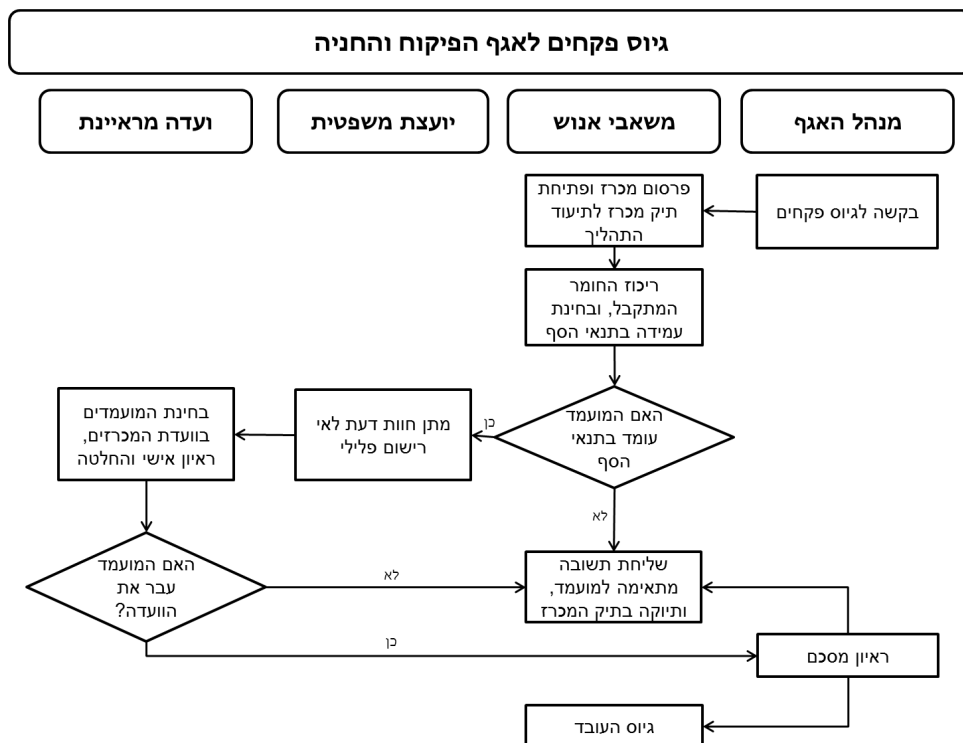 גיוס פקחים לאגף הפיקוח והחניה
מנהל האגף
משאבי אנוש
יועצת משפטית
ועדה מראיינת
בקשה לגיוס פקחים
פרסום מכרז ופתיחת
תיק מכרז לתיעוד
התהליך
ריכוז החומר
המתקבל, ובחינת
עמידה בתנאי הסף
האם המועמד
עומד בתנאי
הסף
כן
מתן חוות דעת לאי
רישום פלילי
בחינת המועמדים
בוועדת המכרזים,
ראיון אישי והחלטה
לא
האם המועמד
עבר את
הוועדה?
לא
שליחת תשובה
מתאימה למועמד,
ותיוקה בתיק המכרז
כן
ראיון מסכם
גיוס העובד